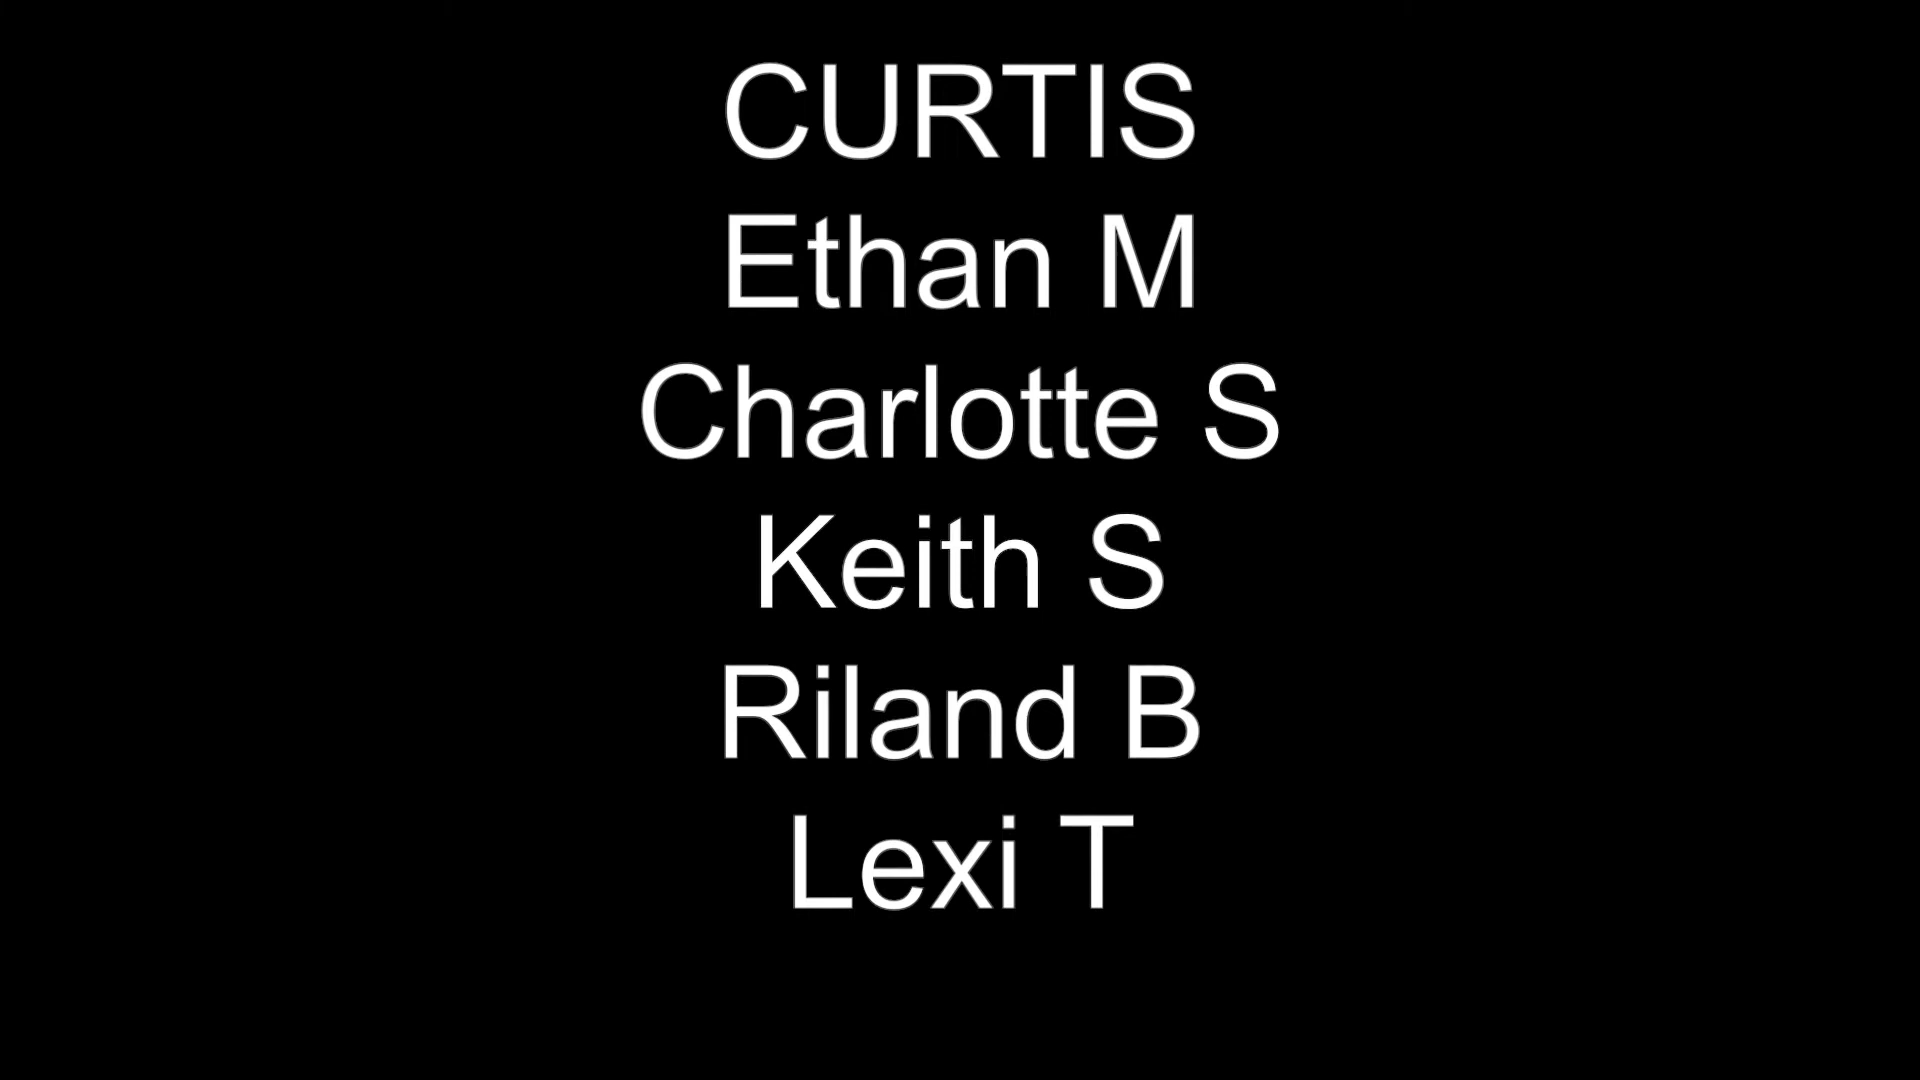 CURTIS
Ethan M
Charlotte S
Keith S
Riland B
Lexi T